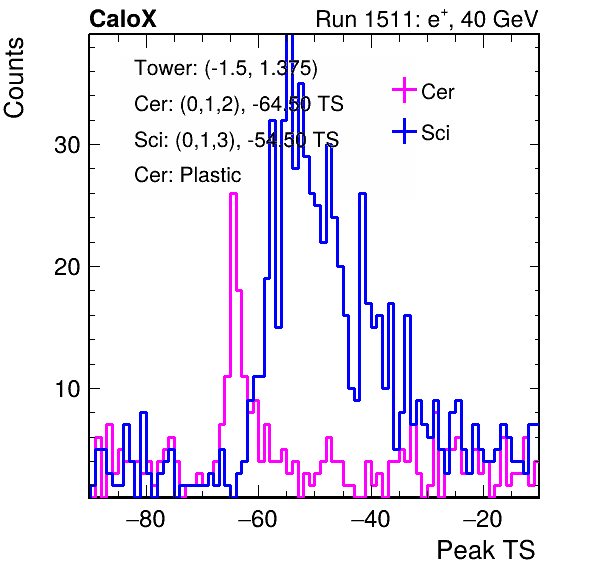 CaloX Run 1511: e⁺, 40 GeV
Counts
Tower: (-1.5, 1.375)
Cer: (0,1,2), -64.50 TS
Sci: (0,1,3), -54.50 TS
Cer: Plastic
Cer
Sci
30
20
10
−80 −60 −40 −20
Peak TS